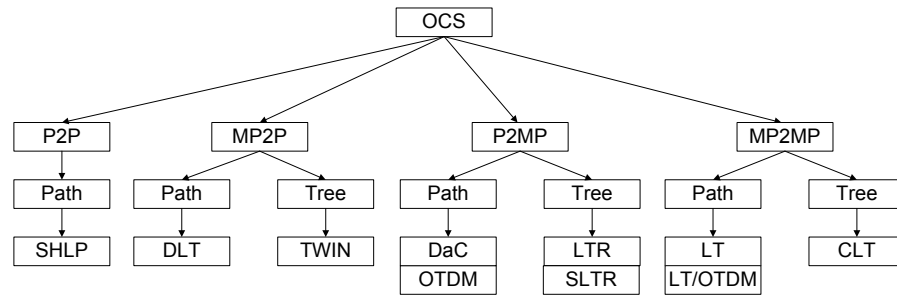 OCS
P2P MP2P P2MP MP2MP
Path Path Tree Path Tree Path Tree
SHLP DLT TWIN DaC LTR LT CLT
OTDM SLTR LT/OTDM